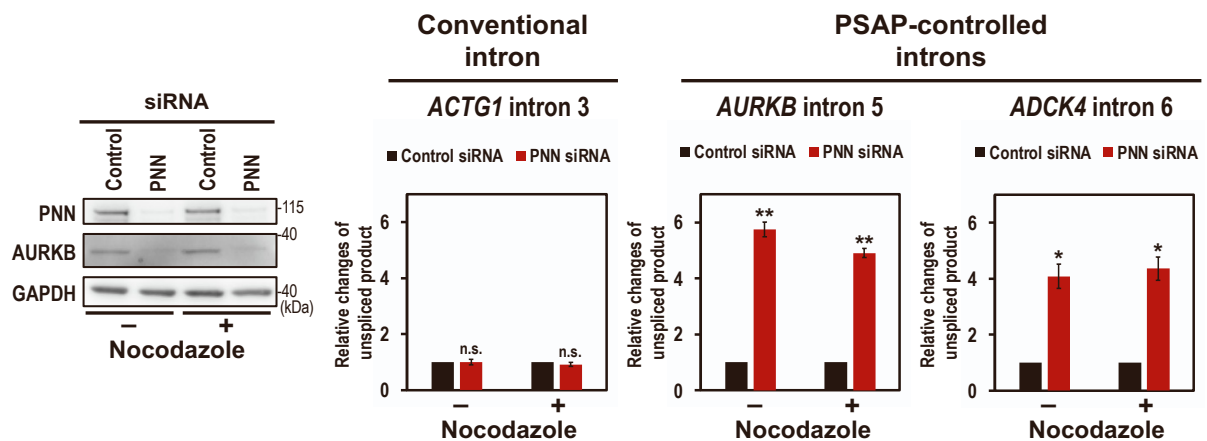 siRNA
Control
PNN
Control
PNN
PNN
-115
-40
AURKB
GAPDH
-40
(kDa)
– +
Nocodazole
Conventional
intron
ACTG1 intron 3
Control siRNA PNN siRNA
Relative changes of
unspliced product
6
4
2
0
n.s. n.s.
– +
Nocodazole
PSAP-controlled
introns
AURKB intron 5
Control siRNA PNN siRNA
Relative changes of
unspliced product
6
4
2
0
** **
– +
Nocodazole
ADCK4 intron 6
Control siRNA PNN siRNA
Relative changes of
unspliced product
6
4
2
0
* *
– +
Nocodazole